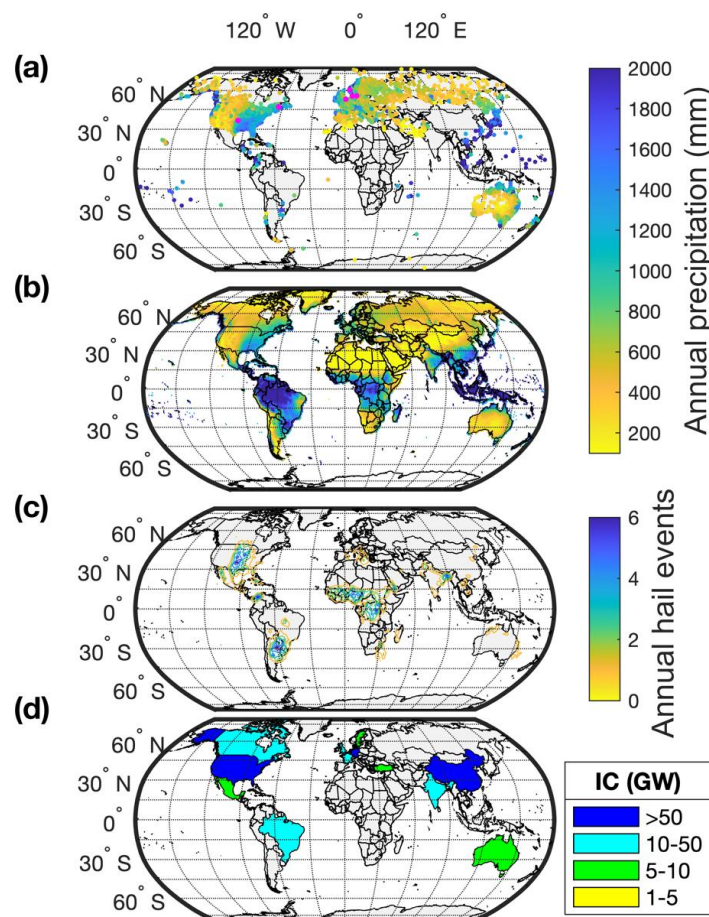 120° W 0° 120° E
(a)
60° N
30° N
0°
30° S
60° S
2000
1800
1600
1400
1200
1000
800
600
400
200
Annual precipitation (mm)
(b)
60° N
30° N
0°
30° S
60° S
(c)
60° N
30° N
0°
30° S
60° S
6
4
2
0
Annual hail events
(d)
60° N
30° N
0°
30° S
60° S
IC (GW)
>50
10-50
5-10
1-5